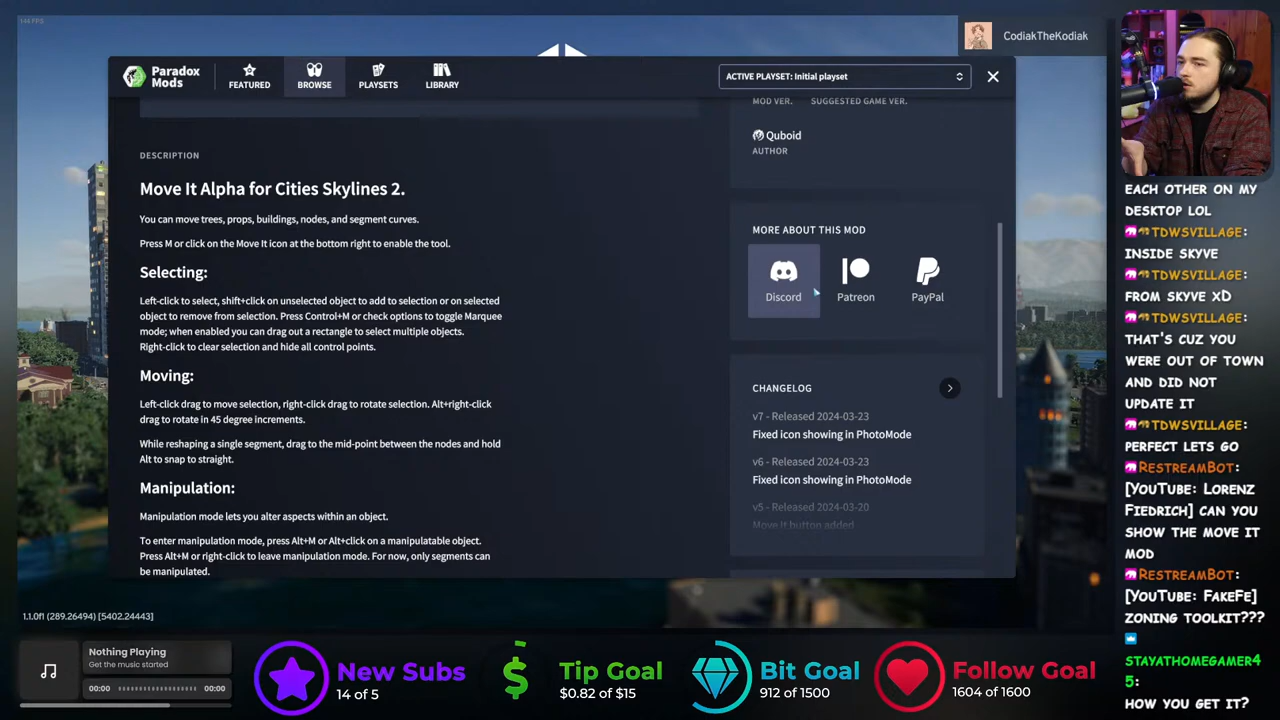 144 FPS
CodiakTheKodiak
Paradox Mods
FEATURED
BROWSE
PLAYSETS
LIBRARY
ACTIVE PLAYSET: Initial playset
MOD VER.
SUGGESTED GAME VER.
Quboid
AUTHOR
DESCRIPTION
Move It Alpha for Cities Skylines 2.
You can move trees, props, buildings, nodes, and segment curves.
Press M or click on the Move It icon at the bottom right to enable the tool.
Selecting:
Left-click to select, shift+click on unselected object to add to selection or on selected
object to remove from selection. Press Control+M or check options to toggle Marquee
mode; when enabled you can drag out a rectangle to select multiple objects.
Right-click to clear selection and hide all control points.
Moving:
Left-click drag to move selection, right-click drag to rotate selection. Alt+right-click
drag to rotate in 45 degree increments.
While reshaping a single segment, drag to the mid-point between the nodes and hold
Alt to snap to straight.
Manipulation:
Manipulation mode lets you alter aspects within an object.
To enter manipulation mode, press Alt+M or Alt+click on a manipulatable object.
Press Alt+M or right-click to leave manipulation mode. For now, only segments can
be manipulated.
MORE ABOUT THIS MOD
Discord
Patreon
PayPal
CHANGELOG
v7 - Released 2024-03-23
Fixed icon showing in PhotoMode
v6 - Released 2024-03-23
Fixed icon showing in PhotoMode
v5 - Released 2024-03-20
Move It button added
1.1.0f1 (289.26494) [5402.24443]
EACH OTHER ON MY
DESKTOP LOL
TDWSVILLAGE:
INSIDE SKYVE
TDWSVILLAGE:
FROM SKYVE XD
TDWSVILLAGE:
THAT'S CUZ YOU
WERE OUT OF TOWN
AND DID NOT
UPDATE IT
TDWSVILLAGE:
PERFECT LETS GO
RESTREAMBOT:
[YOUTUBE: LORENZ
FIEDRICH] CAN YOU
SHOW THE MOVE IT
MOD
RESTREAMBOT:
[YOUTUBE: FAKEFE]
ZONING TOOLKIT???
STAYATHOMEGAMER4
5:
HOW YOU GET IT?
Nothing Playing
Get the music started
00:00
00:00
New Subs
14 of 5
Tip Goal
$0.82 of $15
Bit Goal
912 of 1500
Follow Goal
1604 of 1600